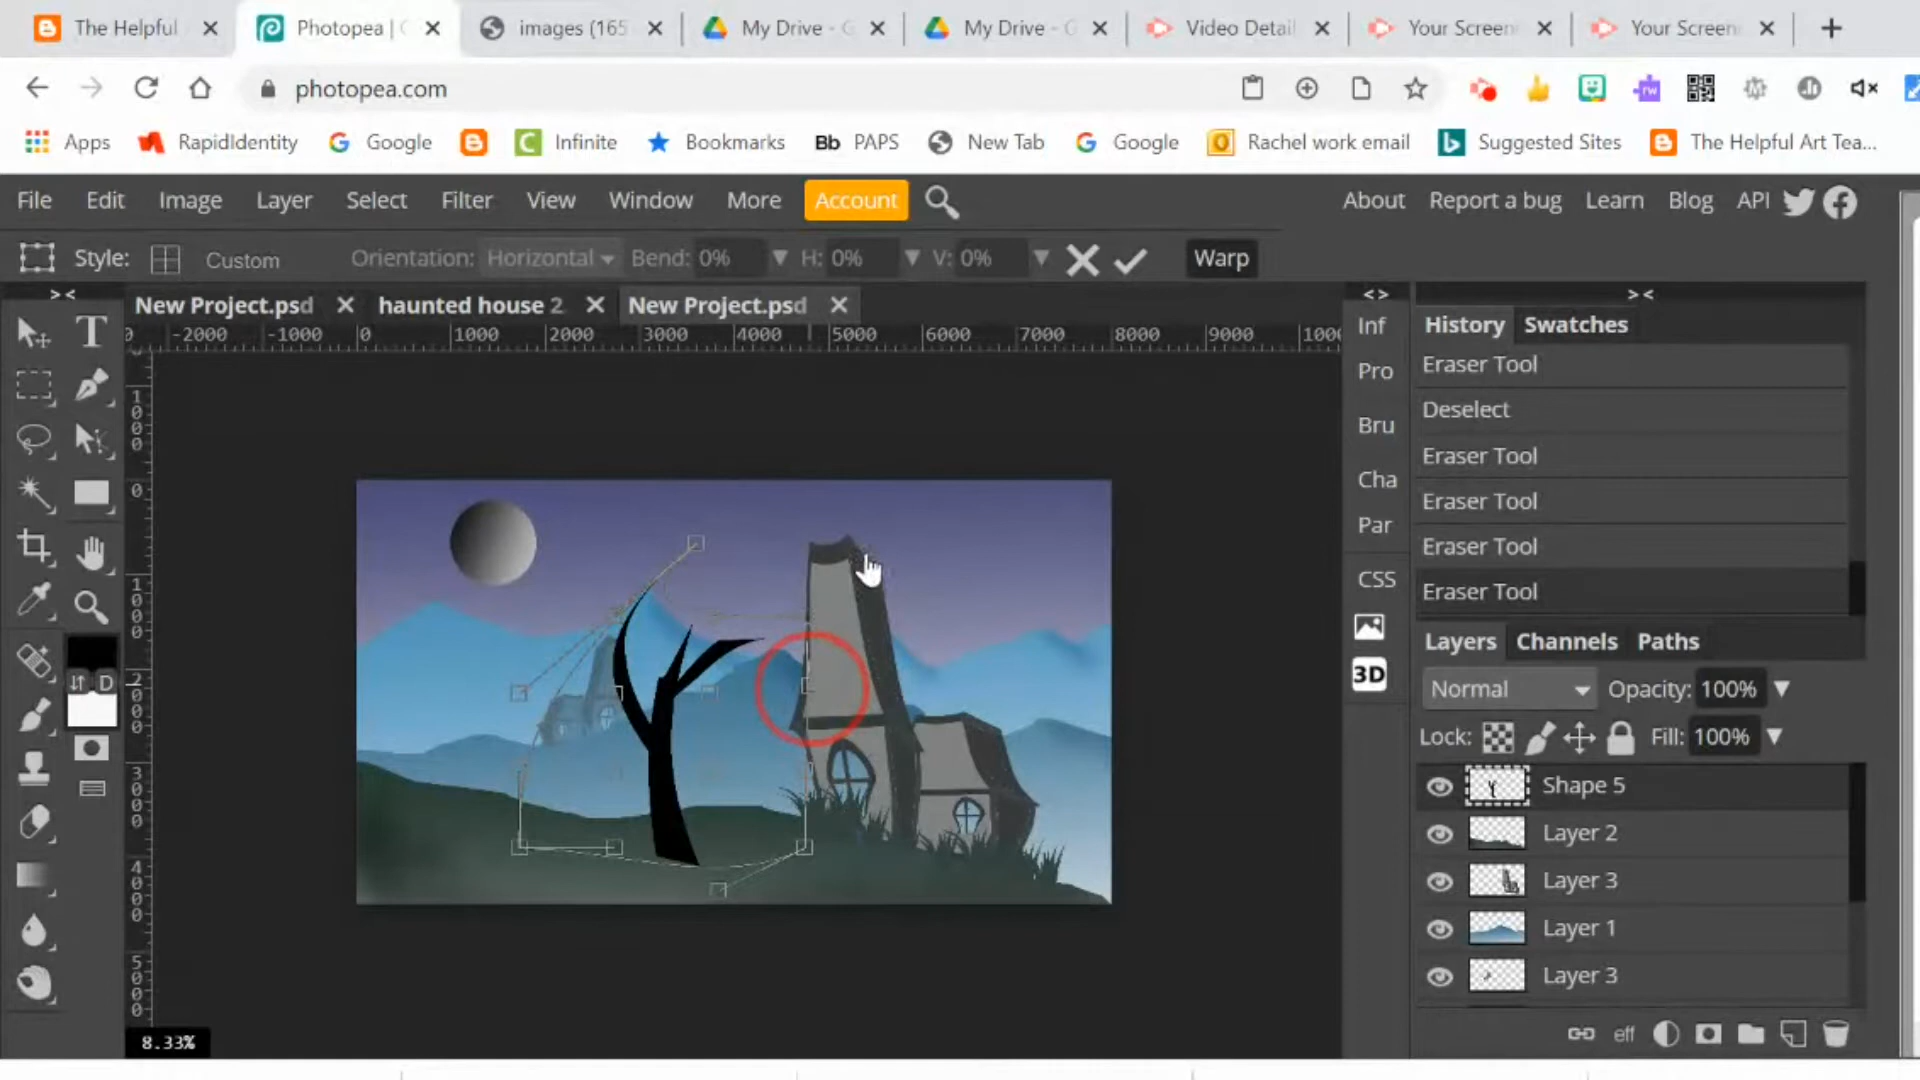 The Helpful
Photopea | C
images (165
My Drive - G
My Drive - G
Video Detail
Your Screen
Your Screen
photopea.com
Apps
RapidIdentity
Google
Infinite
Bookmarks
Bb PAPS
New Tab
Google
Rachel work email
Suggested Sites
The Helpful Art Tea...
File Edit Image Layer Select Filter View Window More Account
About Report a bug Learn Blog API
Style: Custom Orientation: Horizontal Bend: 0% H: 0% V: 0% Warp
New Project.psd
haunted house 2
New Project.psd
-2000 -1000 0 1000 2000 3000 4000 5000 6000 7000 8000 9000 1000
Inf
Pro
Bru
Cha
Par
CSS
3D
History Swatches
Eraser Tool
Deselect
Eraser Tool
Eraser Tool
Eraser Tool
Eraser Tool
Layers Channels Paths
Normal Opacity: 100%
Lock: Fill: 100%
Shape 5
Layer 2
Layer 3
Layer 1
Layer 3
eff
D
8.33%